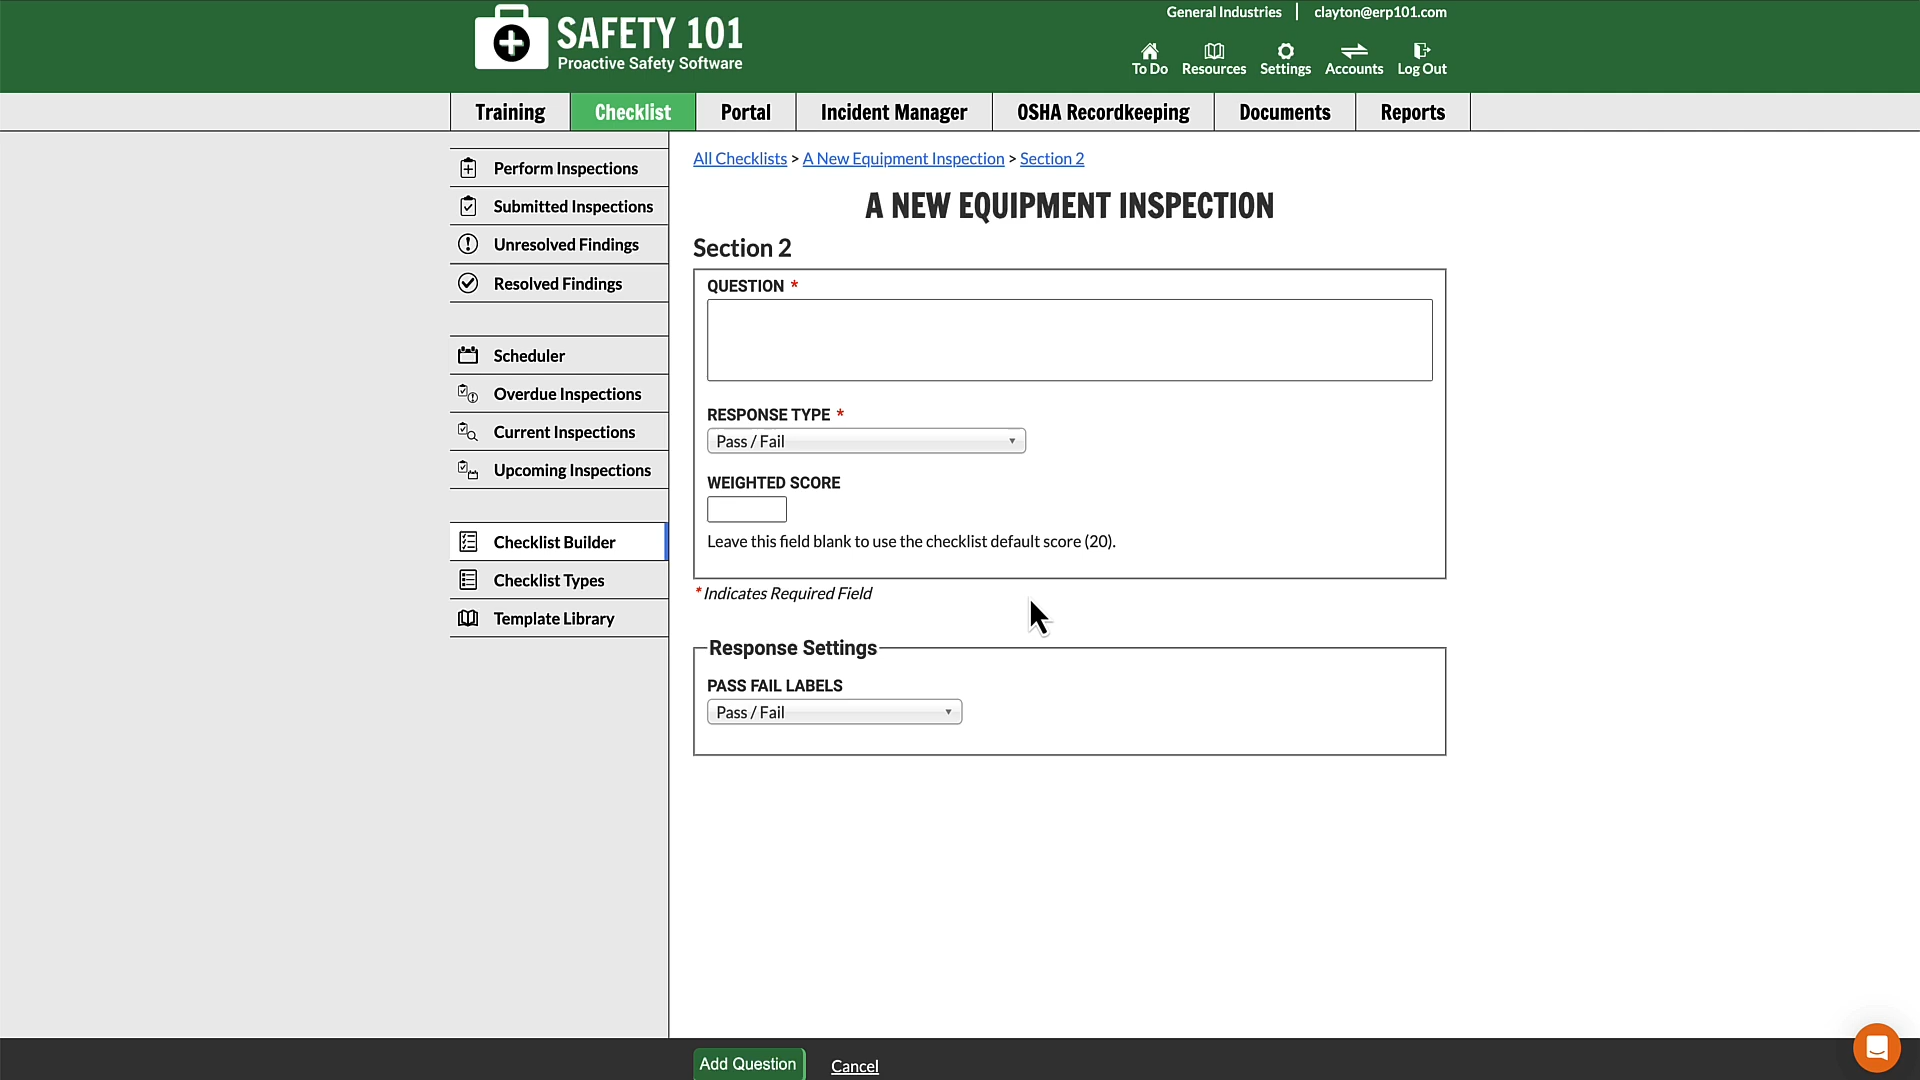 SAFETY 101
Proactive Safety Software
General Industries | clayton@erp101.com
To Do Resources Settings Accounts Log Out
Training Checklist Portal Incident Manager OSHA Recordkeeping Documents Reports
Perform Inspections
Submitted Inspections
Unresolved Findings
Resolved Findings
Scheduler
Overdue Inspections
Current Inspections
Upcoming Inspections
Checklist Builder
Checklist Types
Template Library
All Checklists > A New Equipment Inspection > Section 2
A NEW EQUIPMENT INSPECTION
Section 2
QUESTION *
RESPONSE TYPE *
Pass / Fail
WEIGHTED SCORE
Leave this field blank to use the checklist default score (20).
* Indicates Required Field
Response Settings
PASS FAIL LABELS
Pass / Fail
Add Question Cancel